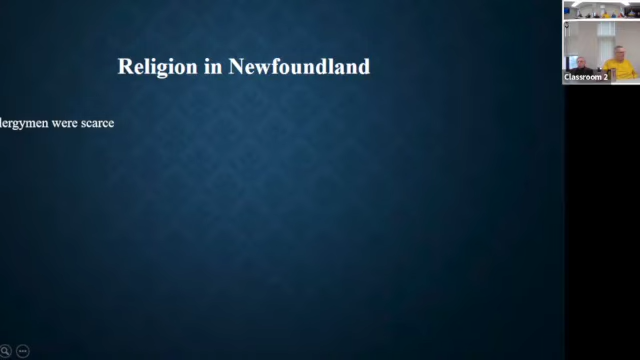 Religion in Newfoundland
lergymen were scarce
Classroom 2